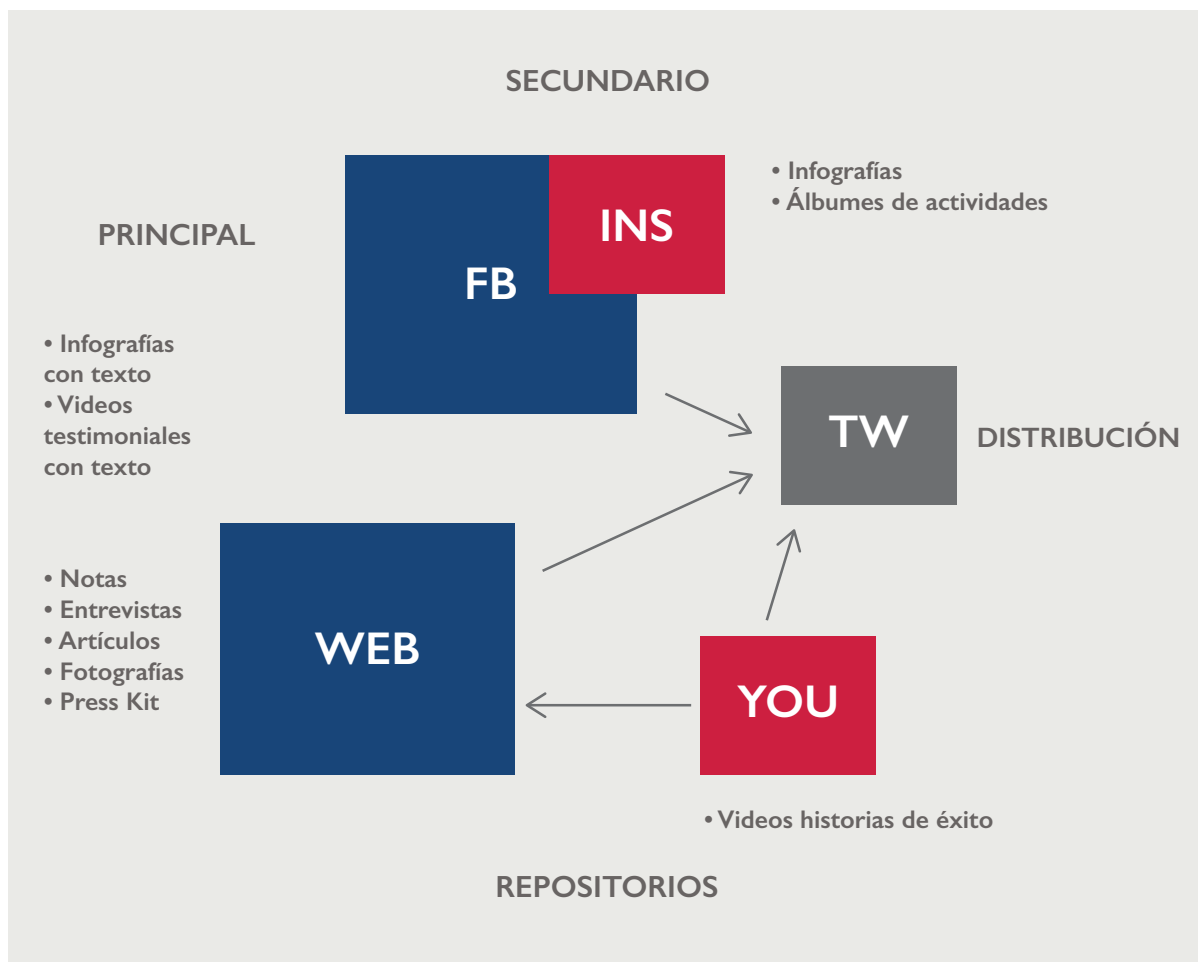 SECUNDARIO
• Infografías
• Álbumes de actividades
INS
PRINCIPAL
FB
• Infografías
con texto
• Videos
testimoniales
con texto
TW
DISTRIBUCIÓN
• Notas
• Entrevistas
• Artículos
• Fotografías
• Press Kit
WEB
YOU
• Videos historias de éxito
REPOSITORIOS